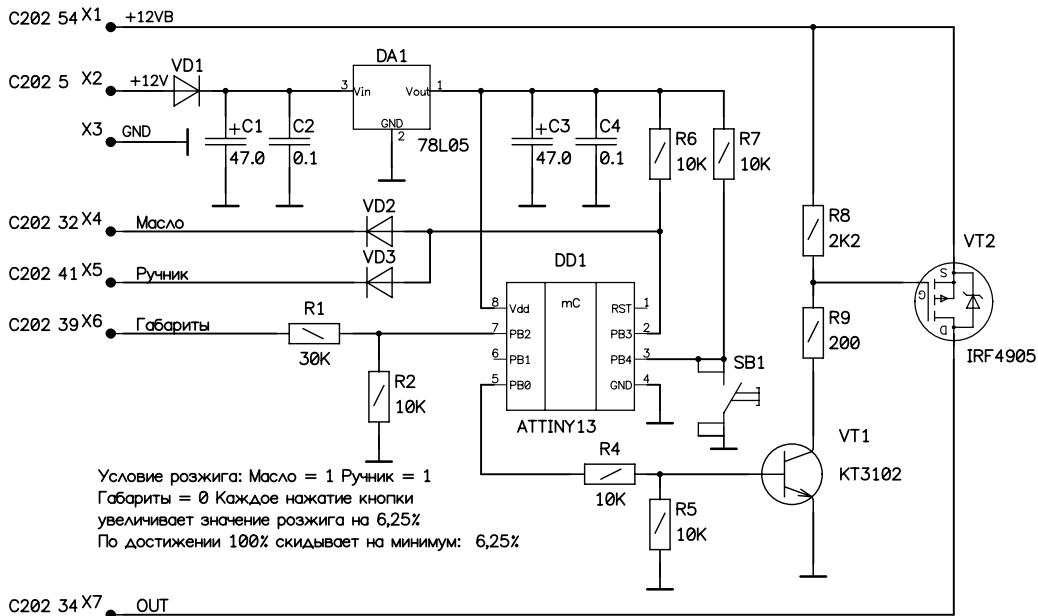 C202 54 X1 +12VB
C202 5 X2 +12V VD1
DA1
3 Vin Vout 1
GND
2
78L05
X3 GND
+C1
47.0
C2
0.1
+C3
47.0
C4
0.1
R6
10K
R7
10K
C202 32 X4 Масло VD2
C202 41 X5 Ручник VD3
C202 39 X6 Габариты
R1
30K
R2
10K
DD1
mC
8 Vdd RST 1
7 PB2 PB3 2
6 PB1 PB4 3
5 PB0 GND 4
ATTINY13
SB1
R8
2K2
R9
200
VT2
S
G
D
IRF4905
VT1
KT3102
R4
10K
R5
10K
Условие розжига: Масло = 1 Ручник = 1
Габариты = 0 Каждое нажатие кнопки
увеличивает значение розжига на 6,25%
По достижении 100% скидывает на минимум: 6,25%
C202 34 X7 OUT